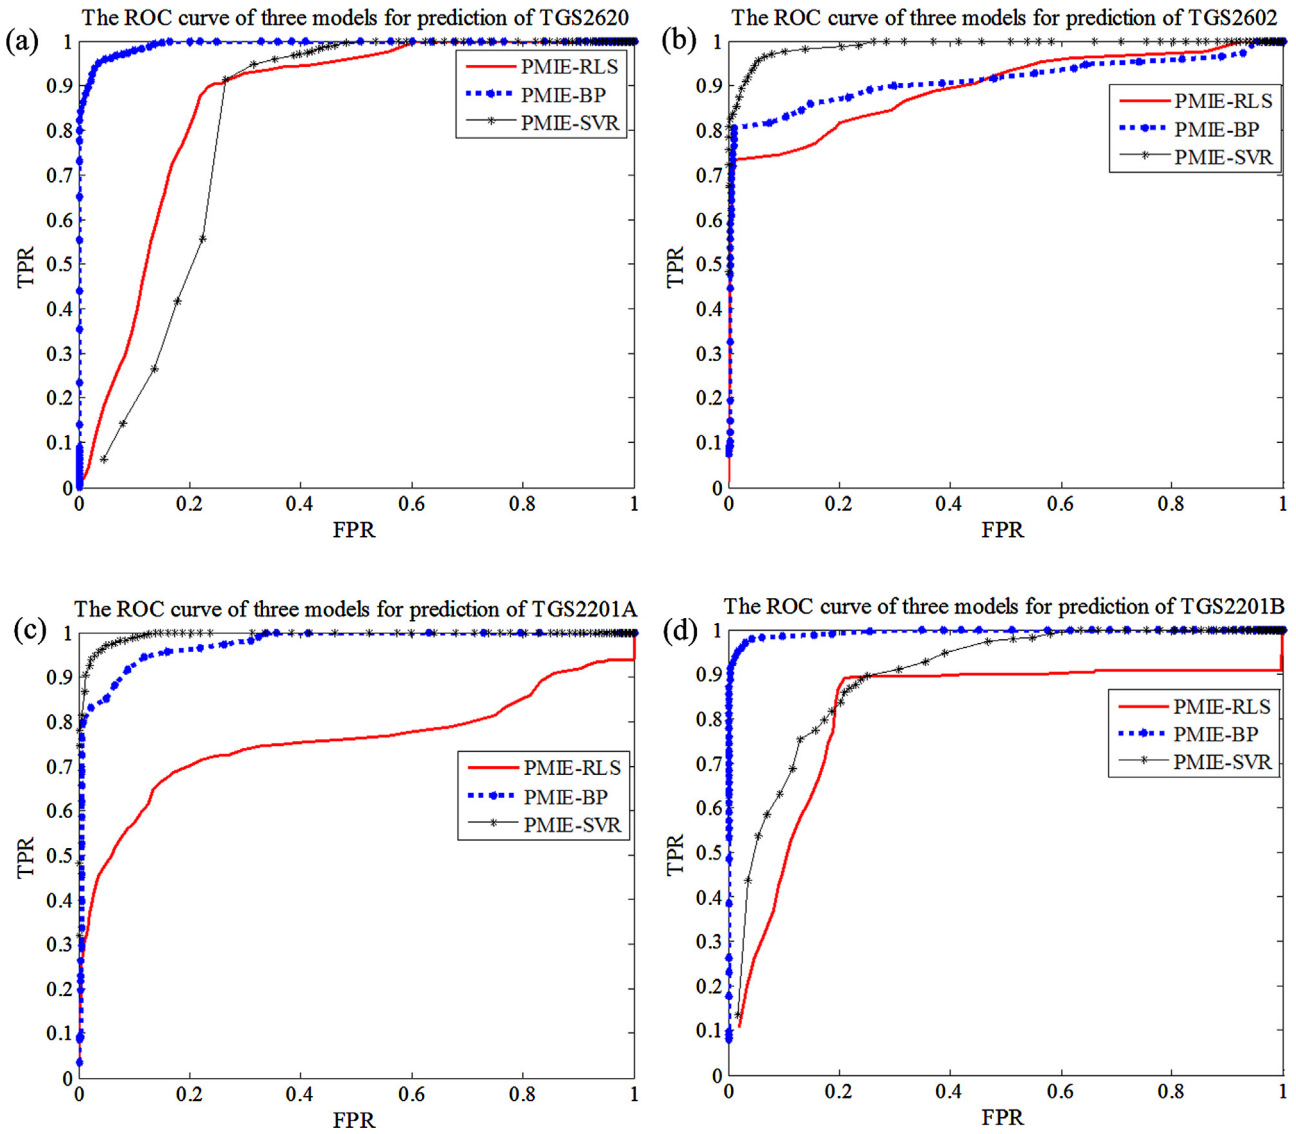 The ROC curve of three models for prediction of TGS2620
(a)
1
0.9
0.8
0.7
0.6
0.5
0.4
0.3
0.2
0.1
0
TPR
PMIE-RLS
PMIE-BP
PMIE-SVR
0 0.2 0.4 0.6 0.8 1
FPR
The ROC curve of three models for prediction of TGS2602
(b)
1
0.9
0.8
0.7
0.6
0.5
0.4
0.3
0.2
0.1
0
TPR
PMIE-RLS
PMIE-BP
PMIE-SVR
0 0.2 0.4 0.6 0.8 1
FPR
The ROC curve of three models for prediction of TGS2201A
(c)
1
0.9
0.8
0.7
0.6
0.5
0.4
0.3
0.2
0.1
0
TPR
PMIE-RLS
PMIE-BP
PMIE-SVR
0 0.2 0.4 0.6 0.8 1
FPR
The ROC curve of three models for prediction of TGS2201B
(d)
1
0.9
0.8
0.7
0.6
0.5
0.4
0.3
0.2
0.1
0
TPR
PMIE-RLS
PMIE-BP
PMIE-SVR
0 0.2 0.4 0.6 0.8 1
FPR